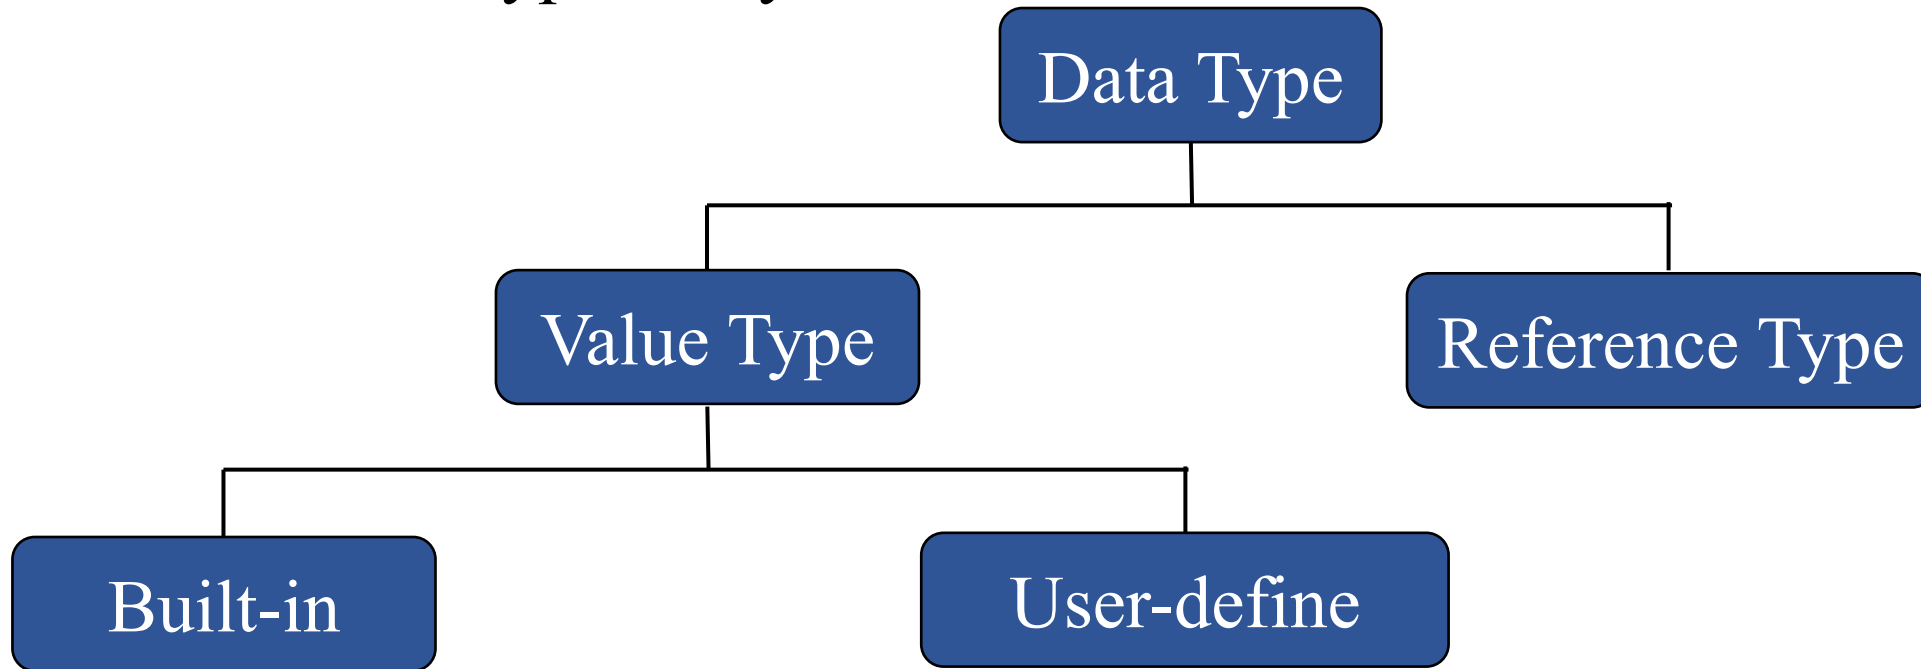 Data Type
Value Type
Reference Type
Built-in
User-define